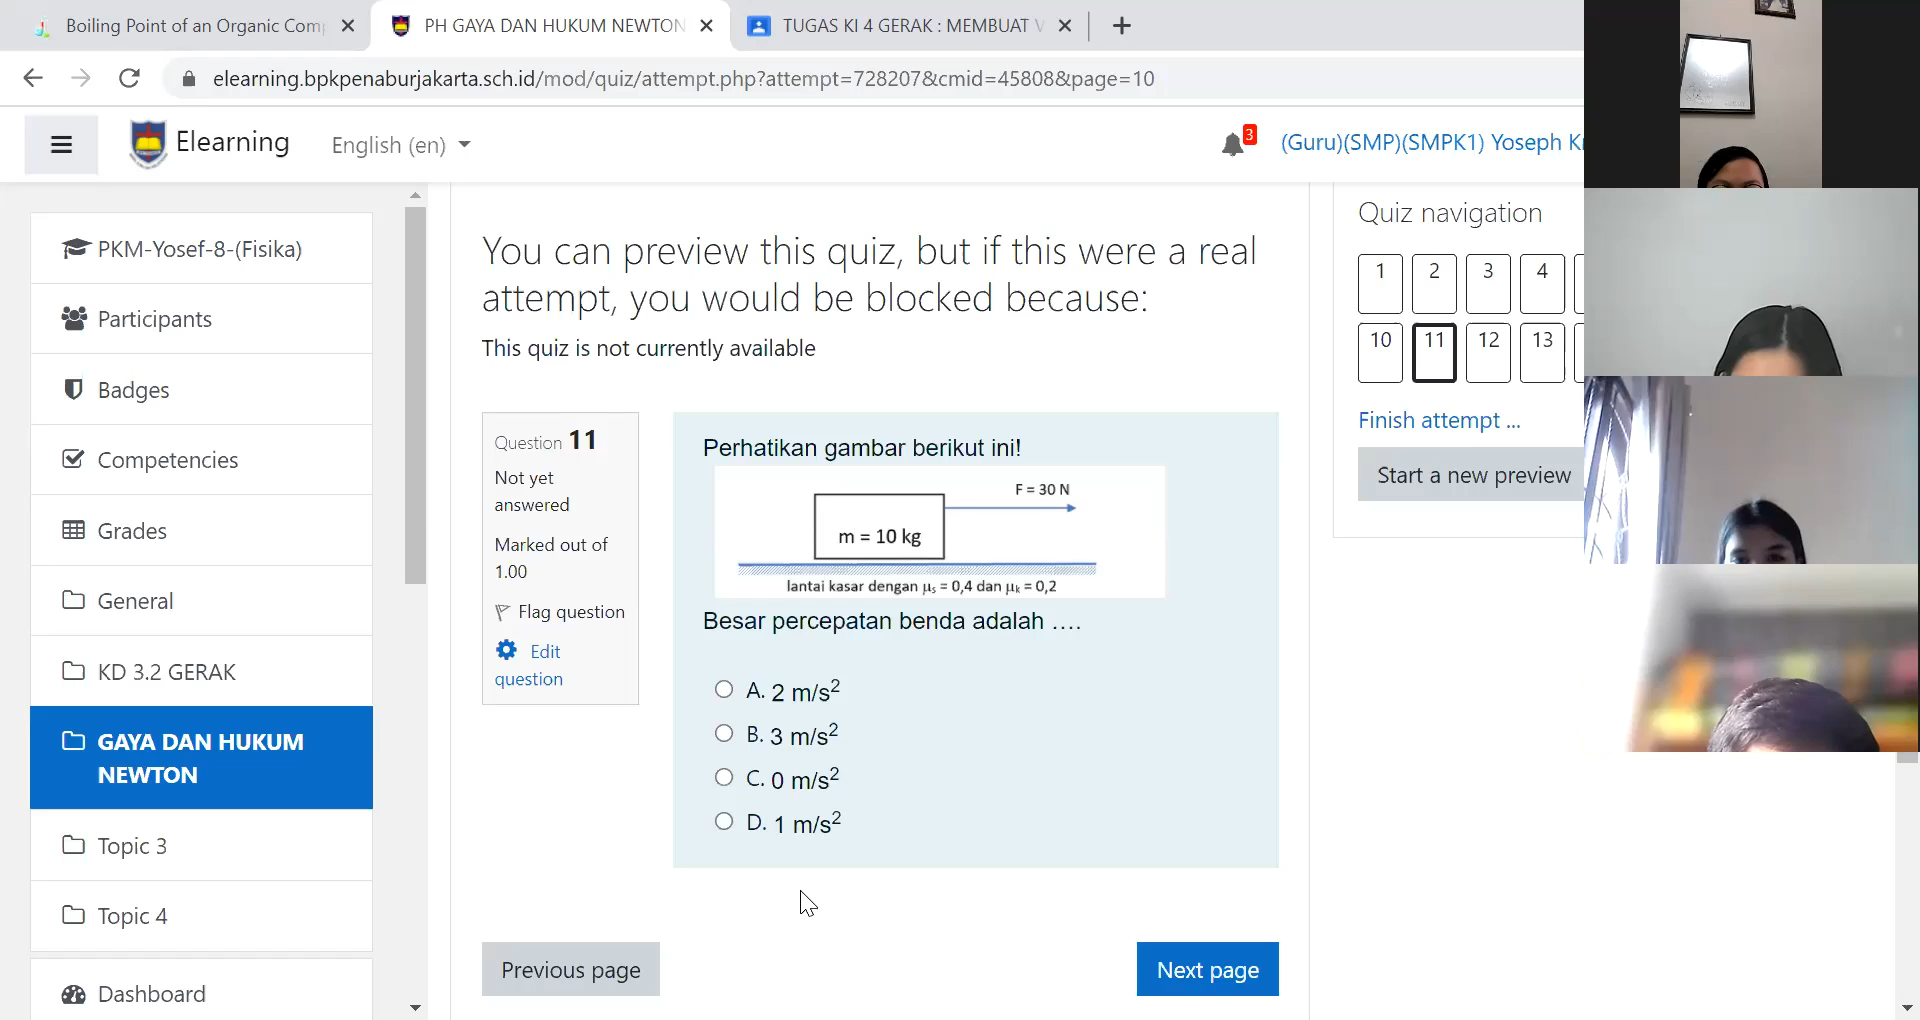 Boiling Point of an Organic Com
PH GAYA DAN HUKUM NEWTON
TUGAS KI 4 GERAK : MEMBUAT V
elearning.bpkpenaburjakarta.sch.id/mod/quiz/attempt.php?attempt=728207&cmid=45808&page=10
Elearning
English (en)
3
(Guru)(SMP)(SMPK1) Yoseph K
PKM-Yosef-8-(Fisika)
Participants
Badges
Competencies
Grades
General
KD 3.2 GERAK
GAYA DAN HUKUM
NEWTON
Topic 3
Topic 4
Dashboard
You can preview this quiz, but if this were a real
attempt, you would be blocked because:
This quiz is not currently available
Question 11
Not yet
answered
Marked out of
1.00
Flag question
Edit
question
Perhatikan gambar berikut ini!
F = 30 N
m = 10 kg
lantai kasar dengan μs = 0,4 dan μk = 0,2
Besar percepatan benda adalah ….
A. 2 m/s²
B. 3 m/s²
C. 0 m/s²
D. 1 m/s²
Previous page
Next page
Quiz navigation
1 2 3 4
10 11 12 13
Finish attempt ...
Start a new preview